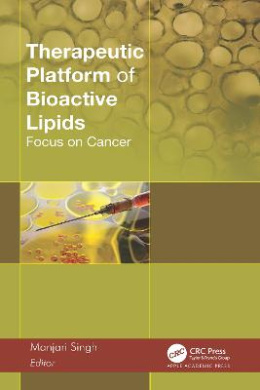 Therapeutic
Platform of
Bioactive
Lipids
Focus on Cancer
Manjari Singh
Editor
CRC
CRC Press
Taylor & Francis Group
APPLE ACADEMIC PRESS